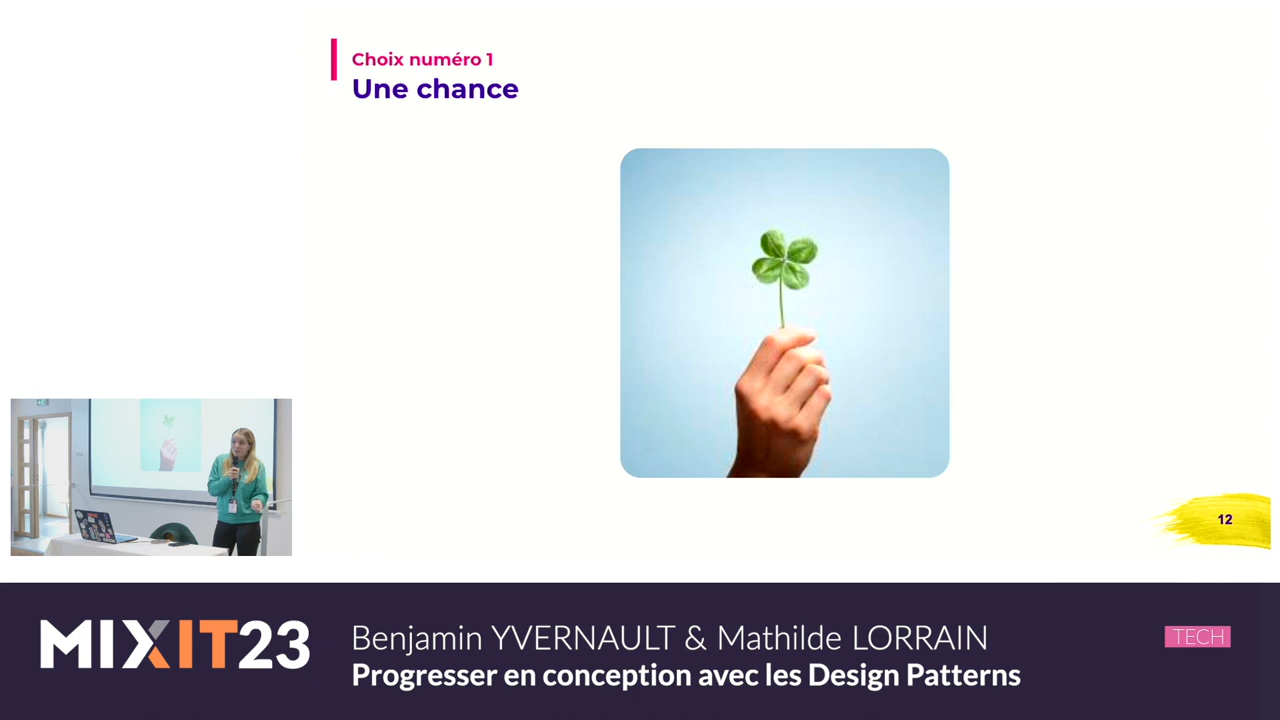 Choix numéro 1
Une chance
12
MIXIT23
Benjamin YVERNAULT & Mathilde LORRAIN
TECH
Progresser en conception avec les Design Patterns